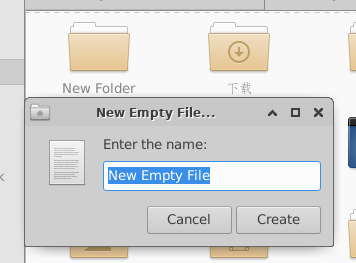 New Folder
下载
New Empty File...
Enter the name:
New Empty File
Cancel
Create